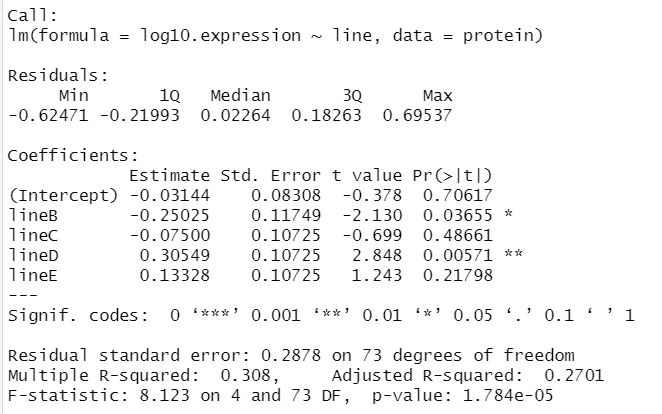 Call:
lm(formula = log10.expression ~ line, data = protein)
Residuals:
Min 1Q Median 3Q Max
-0.62471 -0.21993 0.02264 0.18263 0.69537
Coefficients:
Estimate Std. Error t value Pr(>|t|)
(Intercept) -0.03144 0.08308 -0.378 0.70617
lineB -0.25025 0.11749 -2.130 0.03655 *
lineC -0.07500 0.10725 -0.699 0.48661
lineD 0.30549 0.10725 2.848 0.00571 **
lineE 0.13328 0.10725 1.243 0.21798
---
Signif. codes: 0 ‘***’ 0.001 ‘**’ 0.01 ‘*’ 0.05 ‘.’ 0.1 ‘ ’ 1
Residual standard error: 0.2878 on 73 degrees of freedom
Multiple R-squared: 0.308, Adjusted R-squared: 0.2701
F-statistic: 8.123 on 4 and 73 DF, p-value: 1.784e-05